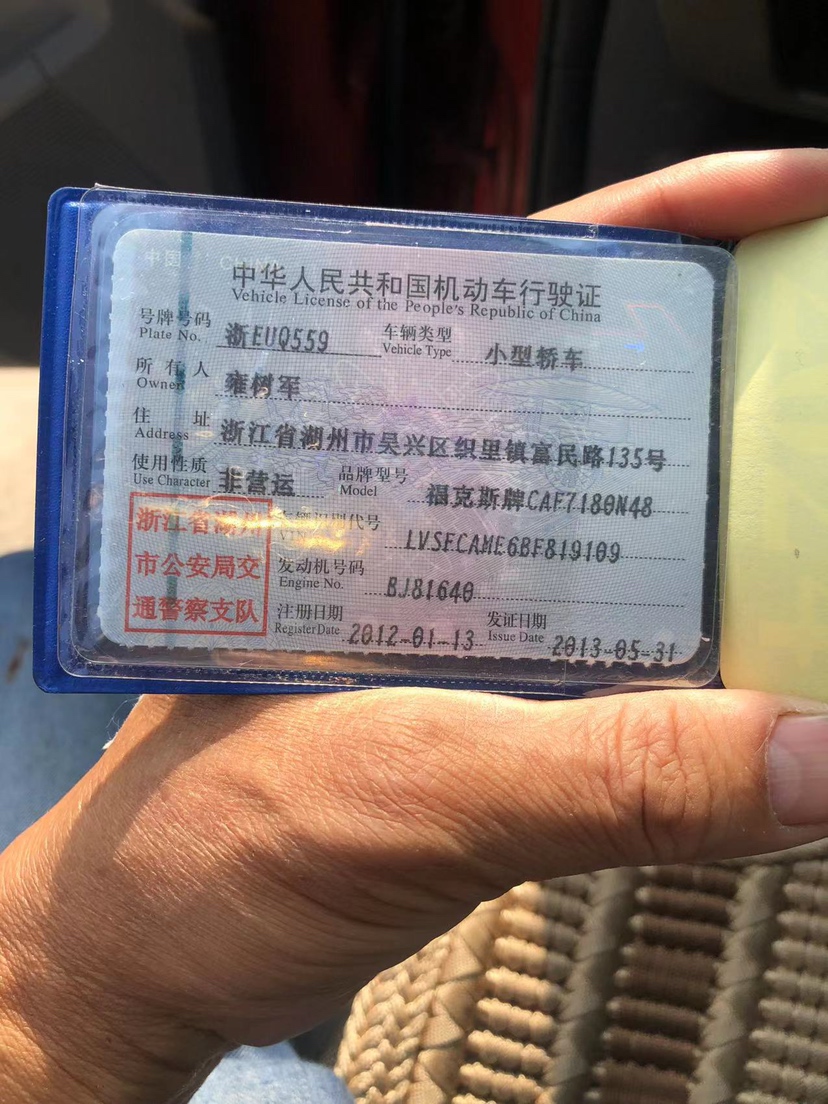 中华人民共和国机动车行驶证
Vehicle License of the People's Republic of China
号牌号码 浙EUQ559 车辆类型 小型轿车
Plate No. Vehicle Type
所有人 雍树军
Owner
住址 浙江省湖州市吴兴区织里镇富民路135号
Address
使用性质 非营运 品牌型号 福克斯牌CAF7180N48
Use Character Model
LVSFCAME6BF819109
VIN
发动机号码 BJ81640
Engine No.
注册日期 2012-01-13 发证日期 2013-05-31
Register Date Issue Date
浙江省湖州
市公安局交
通警察支队